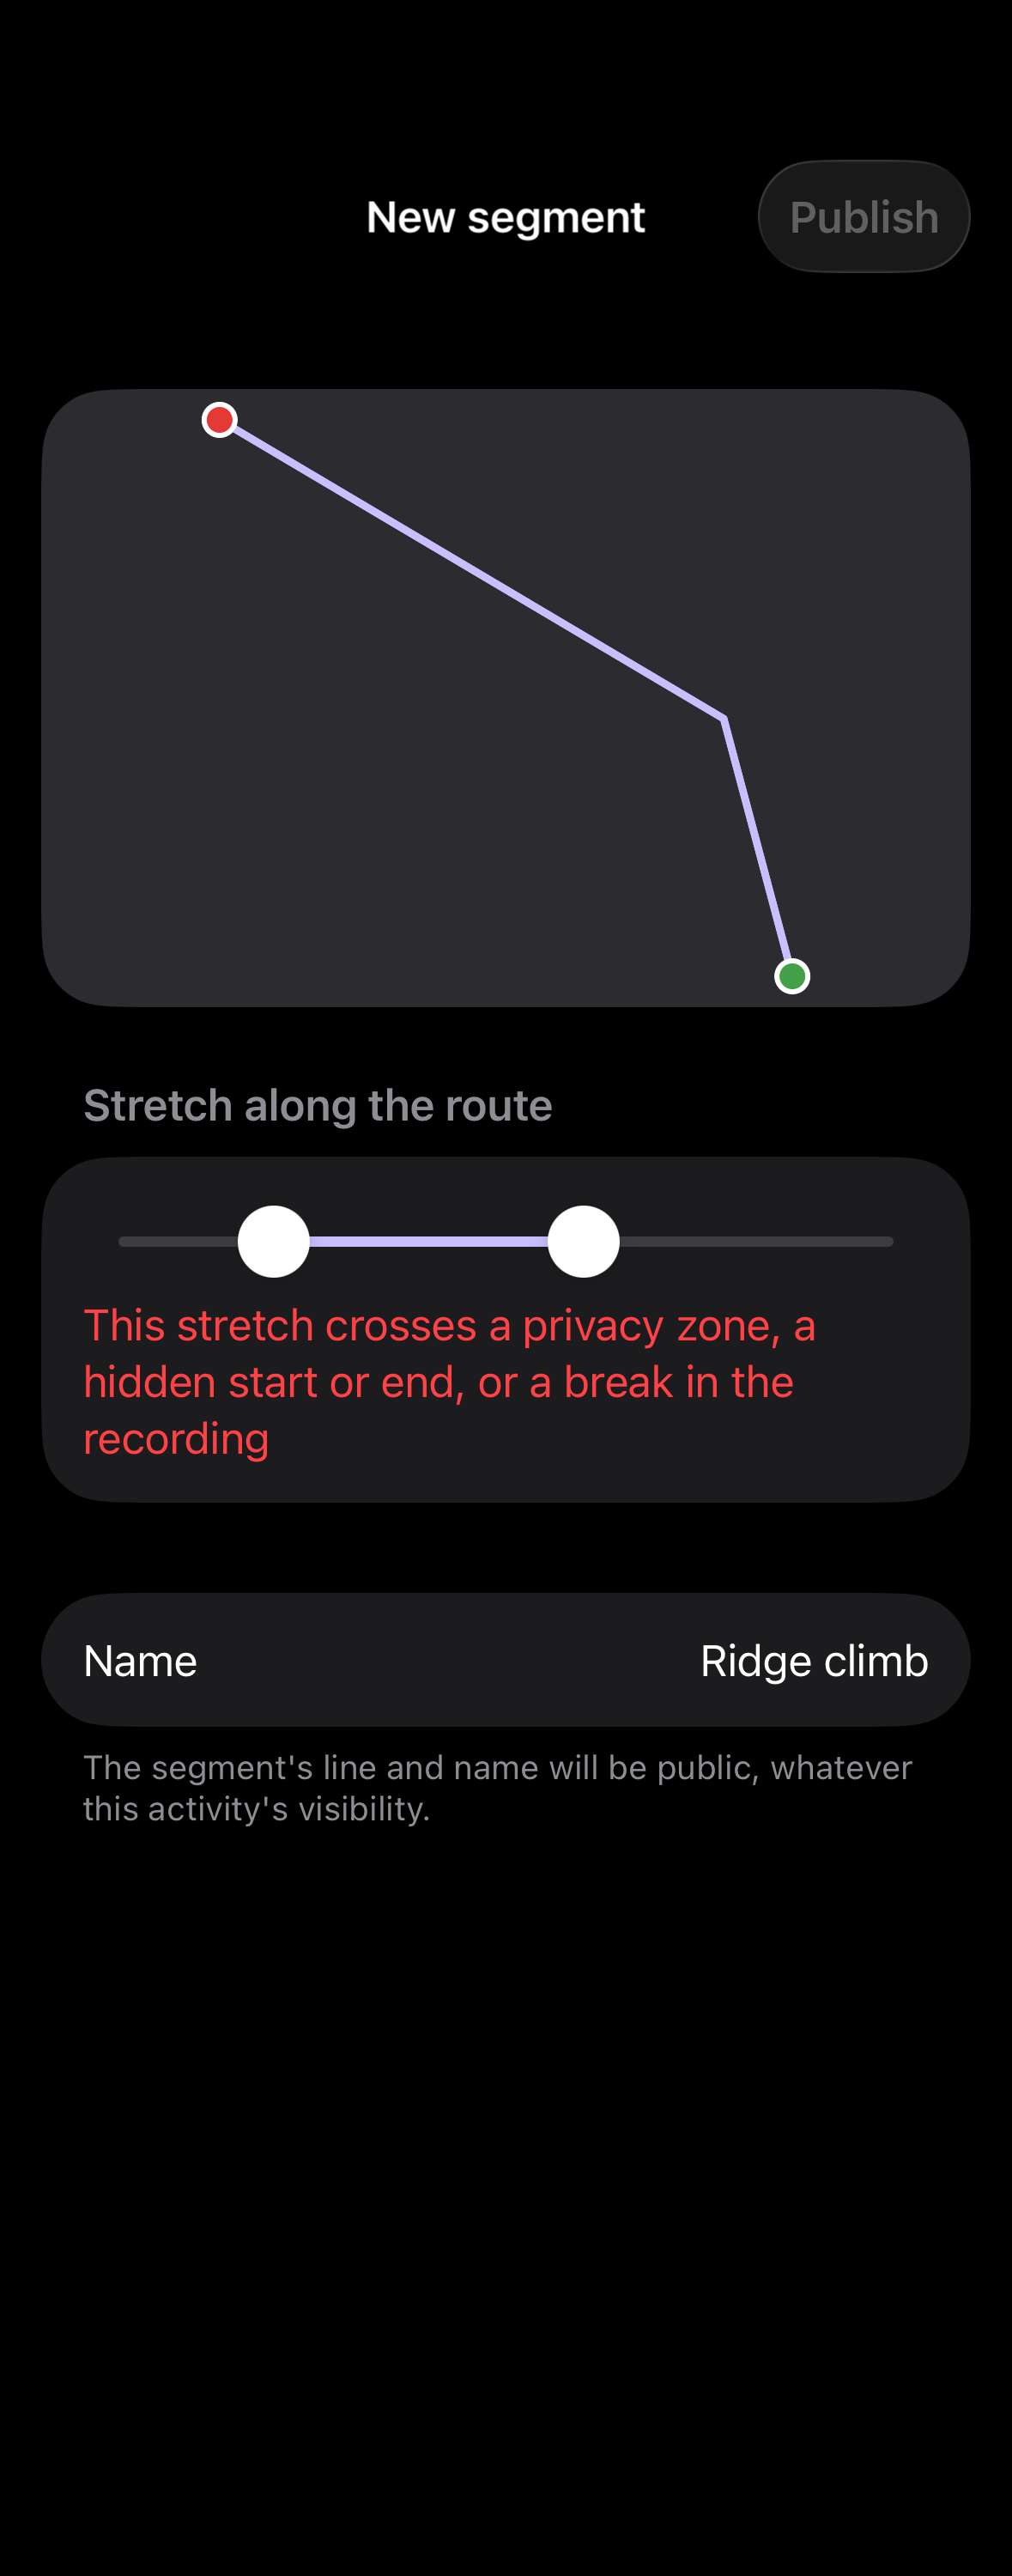 New segment
Publish
Stretch along the route
This stretch crosses a privacy zone, a
hidden start or end, or a break in the
recording
Name
Ridge climb
The segment's line and name will be public, whatever
this activity's visibility.